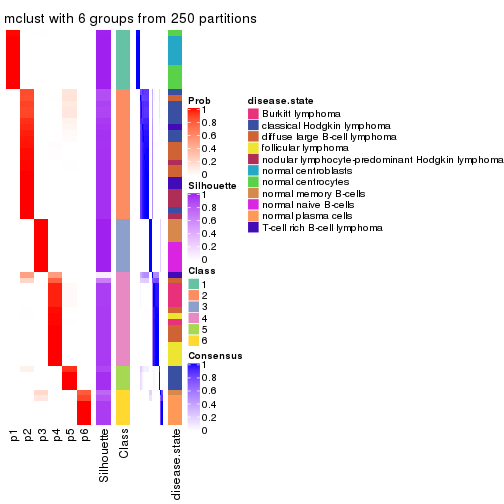 mclust with 6 groups from 250 partitions
Prob
1
0.8
0.6
0.4
0.2
0
Silhouette
1
0.8
0.6
0.4
0.2
0
Class
1
2
3
4
5
6
Consensus
1
0.8
0.6
0.4
0.2
0
disease.state
Burkitt lymphoma
classical Hodgkin lymphoma
diffuse large B-cell lymphoma
follicular lymphoma
nodular lymphocyte-predominant Hodgkin lymphoma
normal centroblasts
normal centrocytes
normal memory B-cells
normal naive B-cells
normal plasma cells
T-cell rich B-cell lymphoma
p1
p2
p3
p4
p5
p6
Silhouette
Class
disease.state